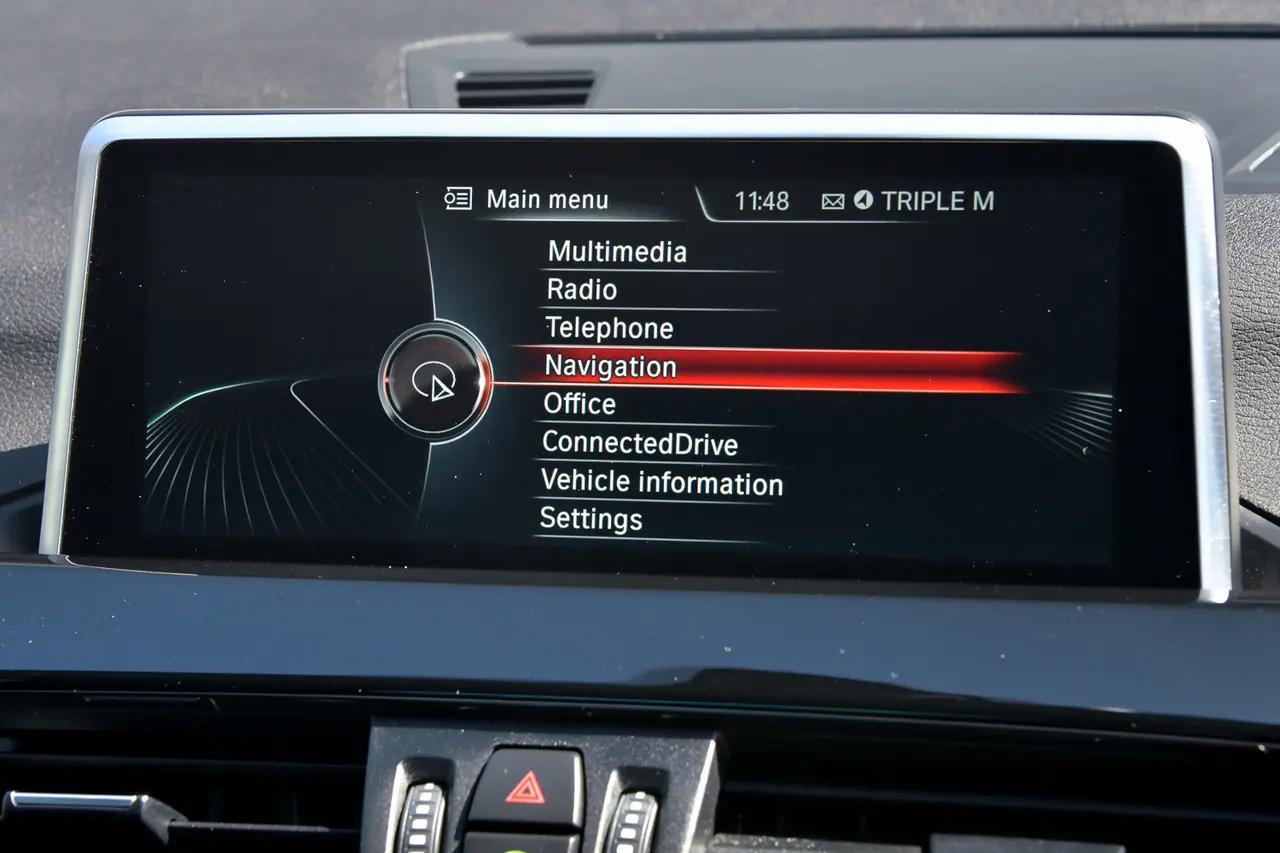 Main menu
11:48 TRIPLE M
Multimedia
Radio
Telephone
Navigation
Office
ConnectedDrive
Vehicle information
Settings